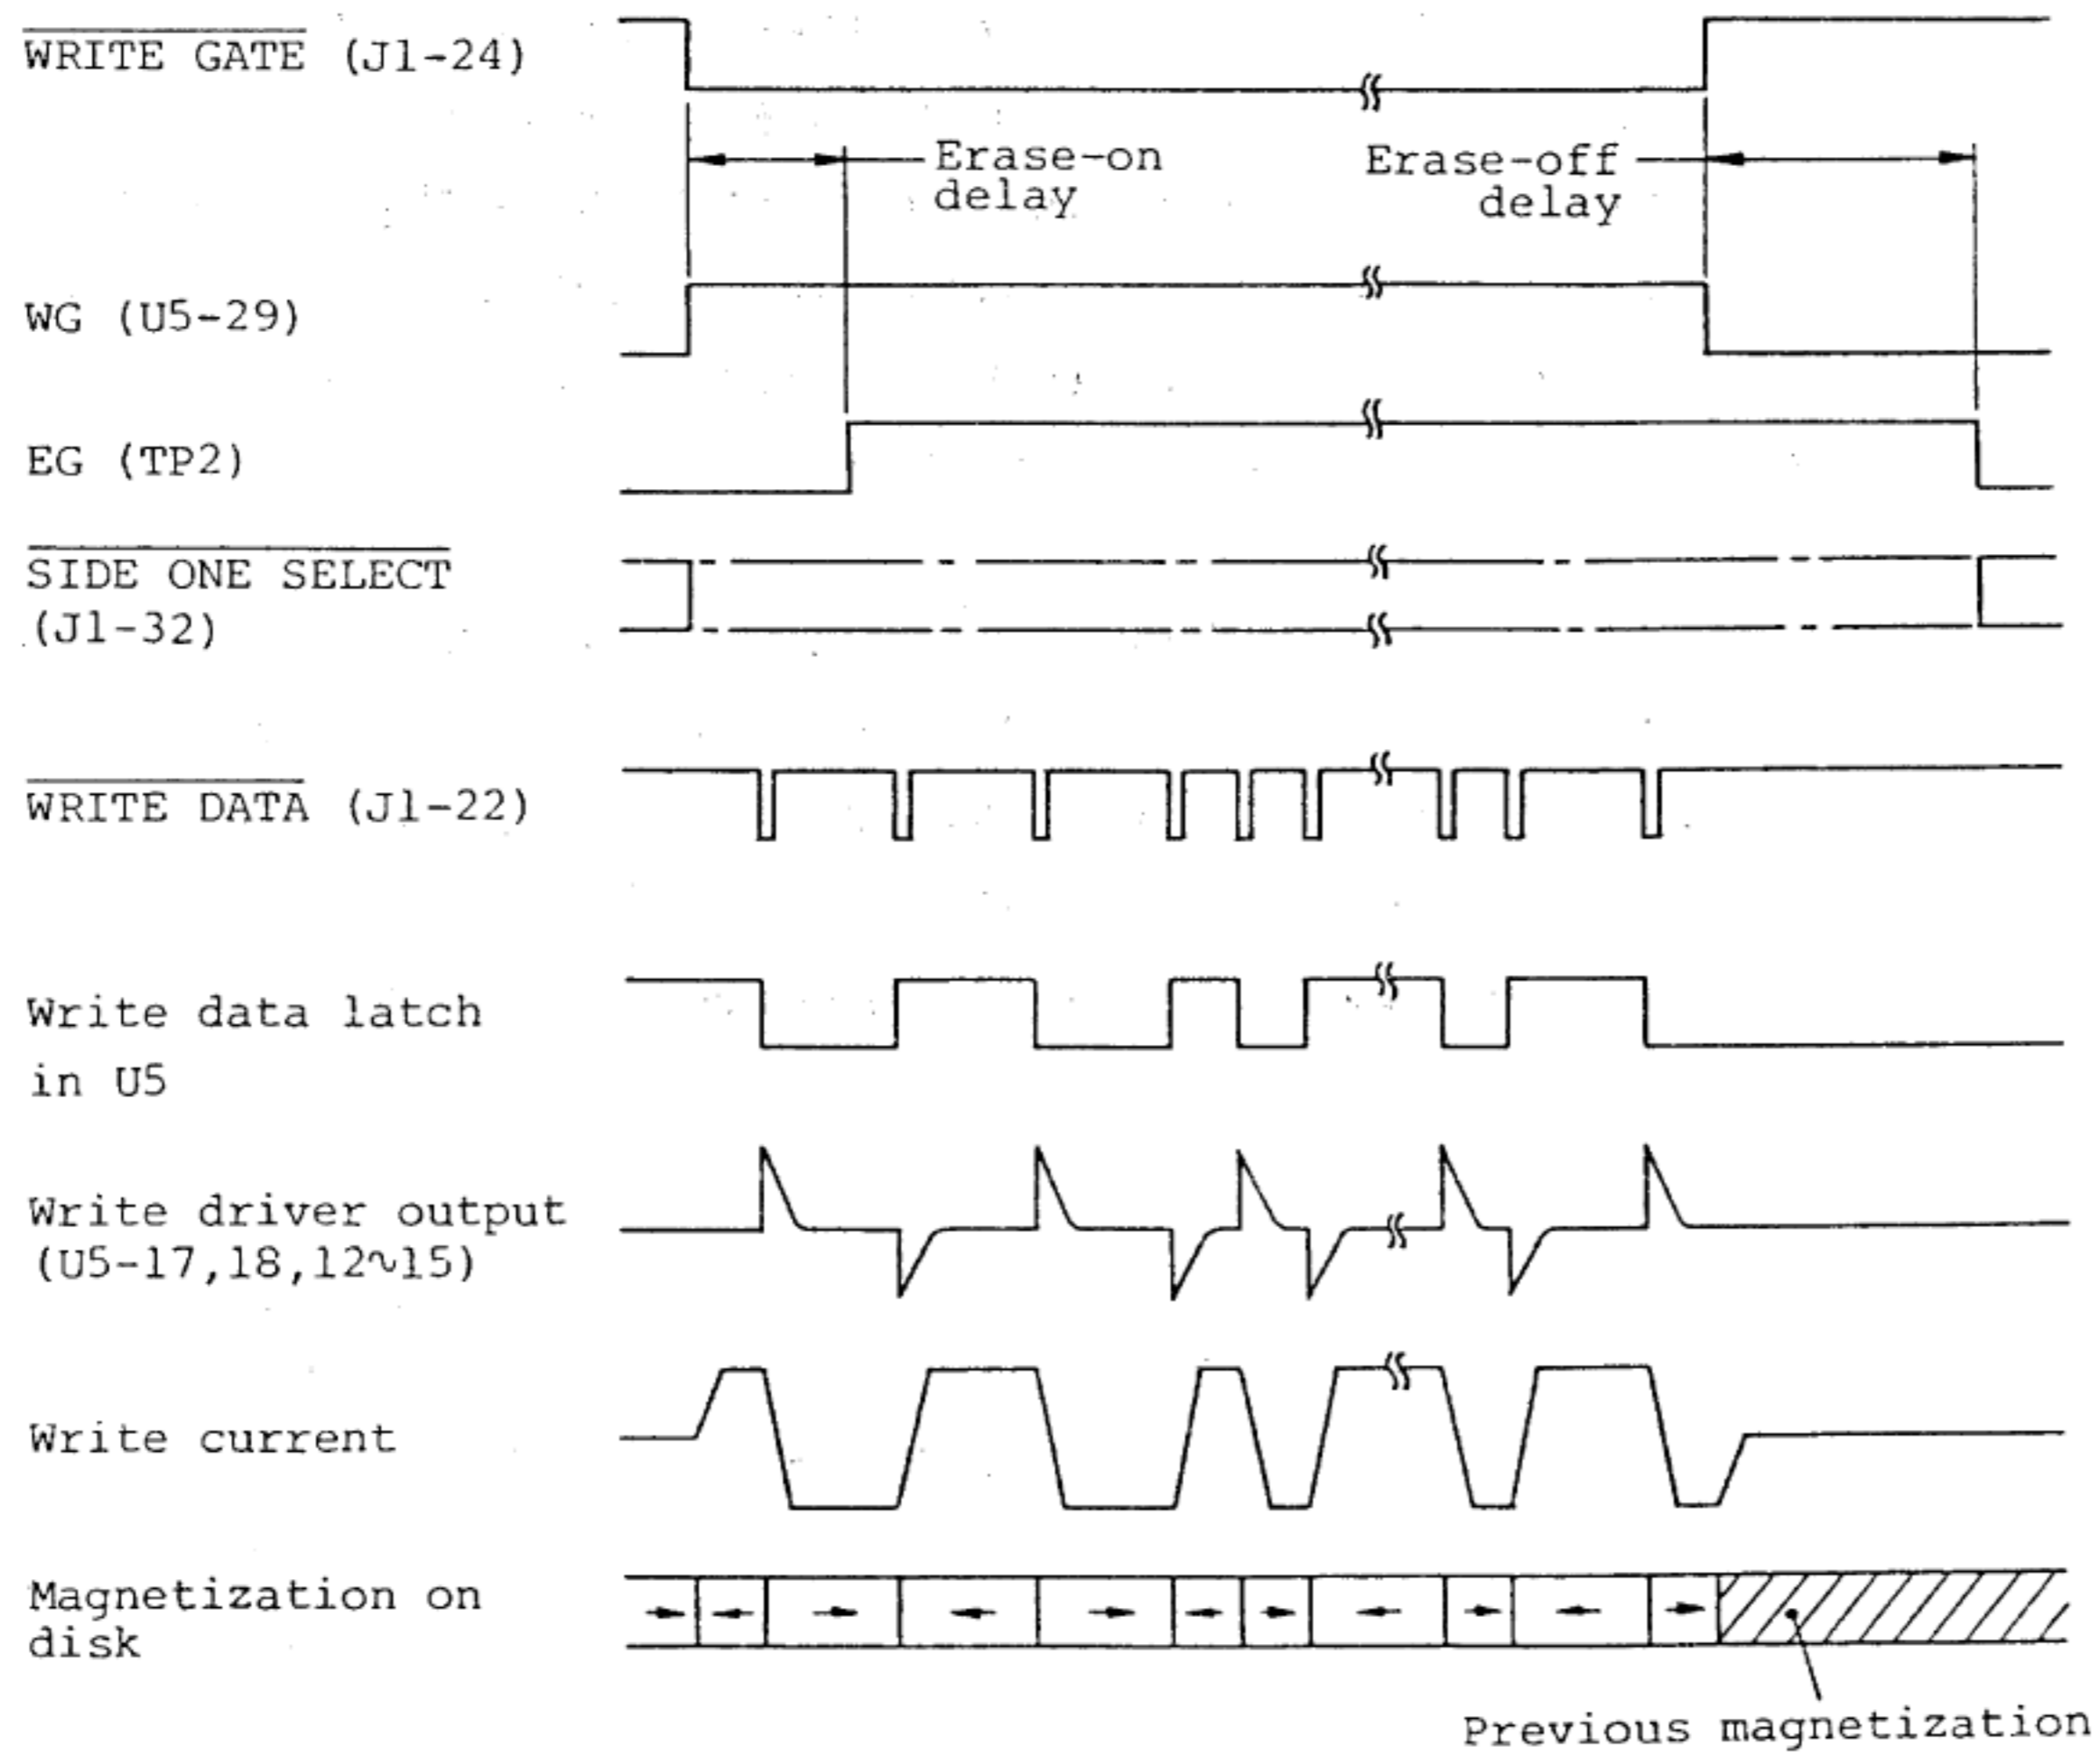 WRITE GATE (J1-24)
Erase-on
delay
Erase-off
delay
WG (U5-29)
EG (TP2)
SIDE ONE SELECT
(J1-32)
WRITE DATA (J1-22)
Write data latch
in U5
Write driver output
(U5-17,18,12∿15)
Write current
Magnetization on
disk
Previous magnetization